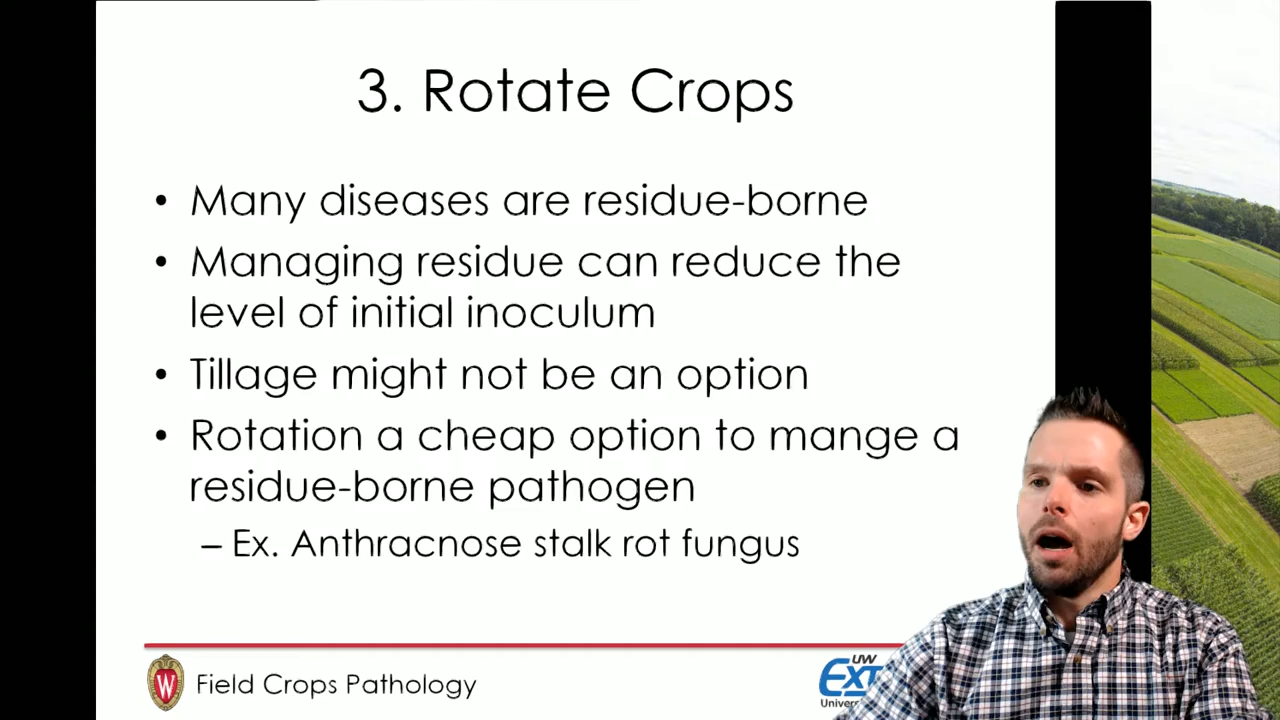 3. Rotate Crops
• Many diseases are residue-borne
• Managing residue can reduce the
level of initial inoculum
• Tillage might not be an option
• Rotation a cheap option to mange a
residue-borne pathogen
– Ex. Anthracnose stalk rot fungus
W
Field Crops Pathology
UW